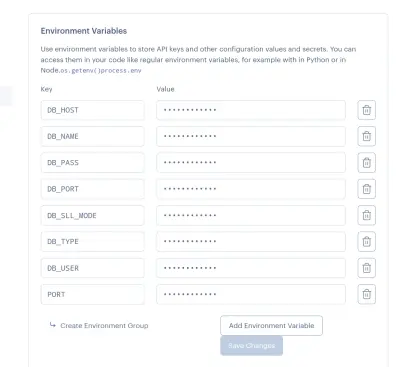 Environment Variables
Use environment variables to store API keys and other configuration values and secrets. You can
access them in your code like regular environment variables, for example with in Python or in
Node.os.getenv()process.env
Key Value
DB_HOST ••••••••••••
DB_NAME ••••••••••••
DB_PASS ••••••••••••
DB_PORT ••••••••••••
DB_SLL_MODE ••••••••••••
DB_TYPE ••••••••••••
DB_USER ••••••••••••
PORT ••••••••••••
Create Environment Group Add Environment Variable
Save Changes